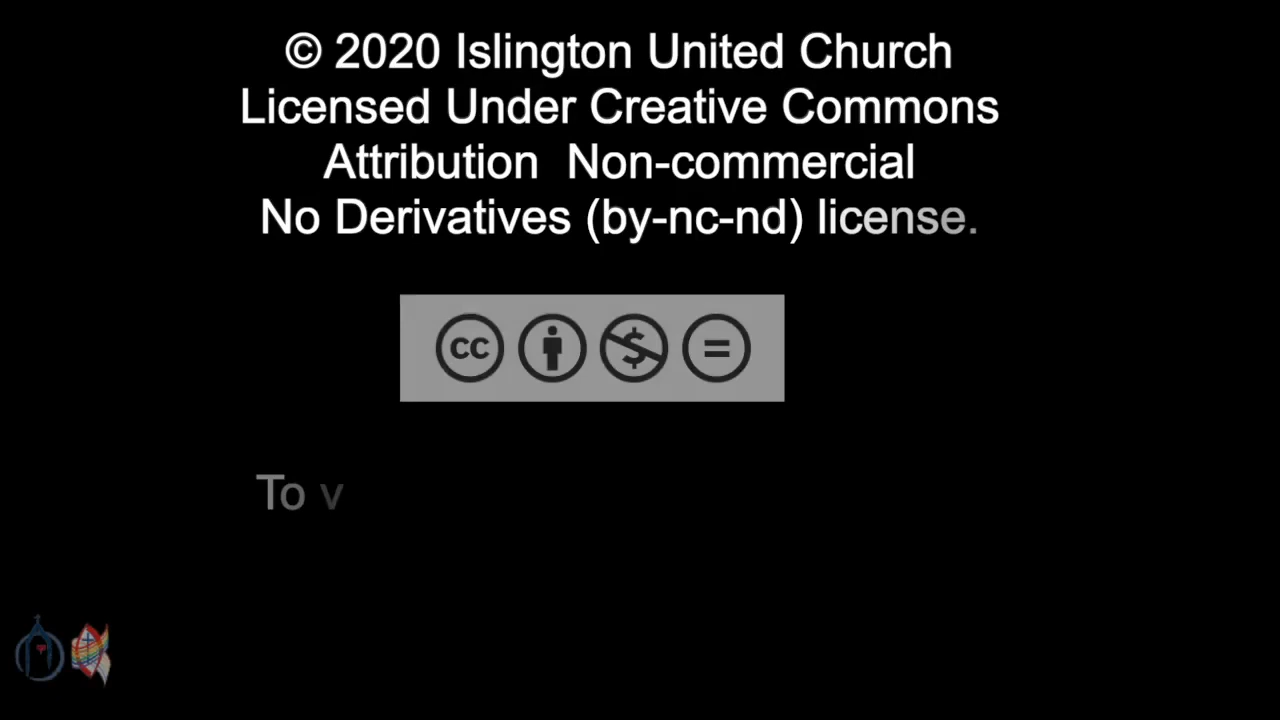 © 2020 Islington United Church
Licensed Under Creative Commons
Attribution  Non-commercial
No Derivatives (by-nc-nd) license.
cc
To v